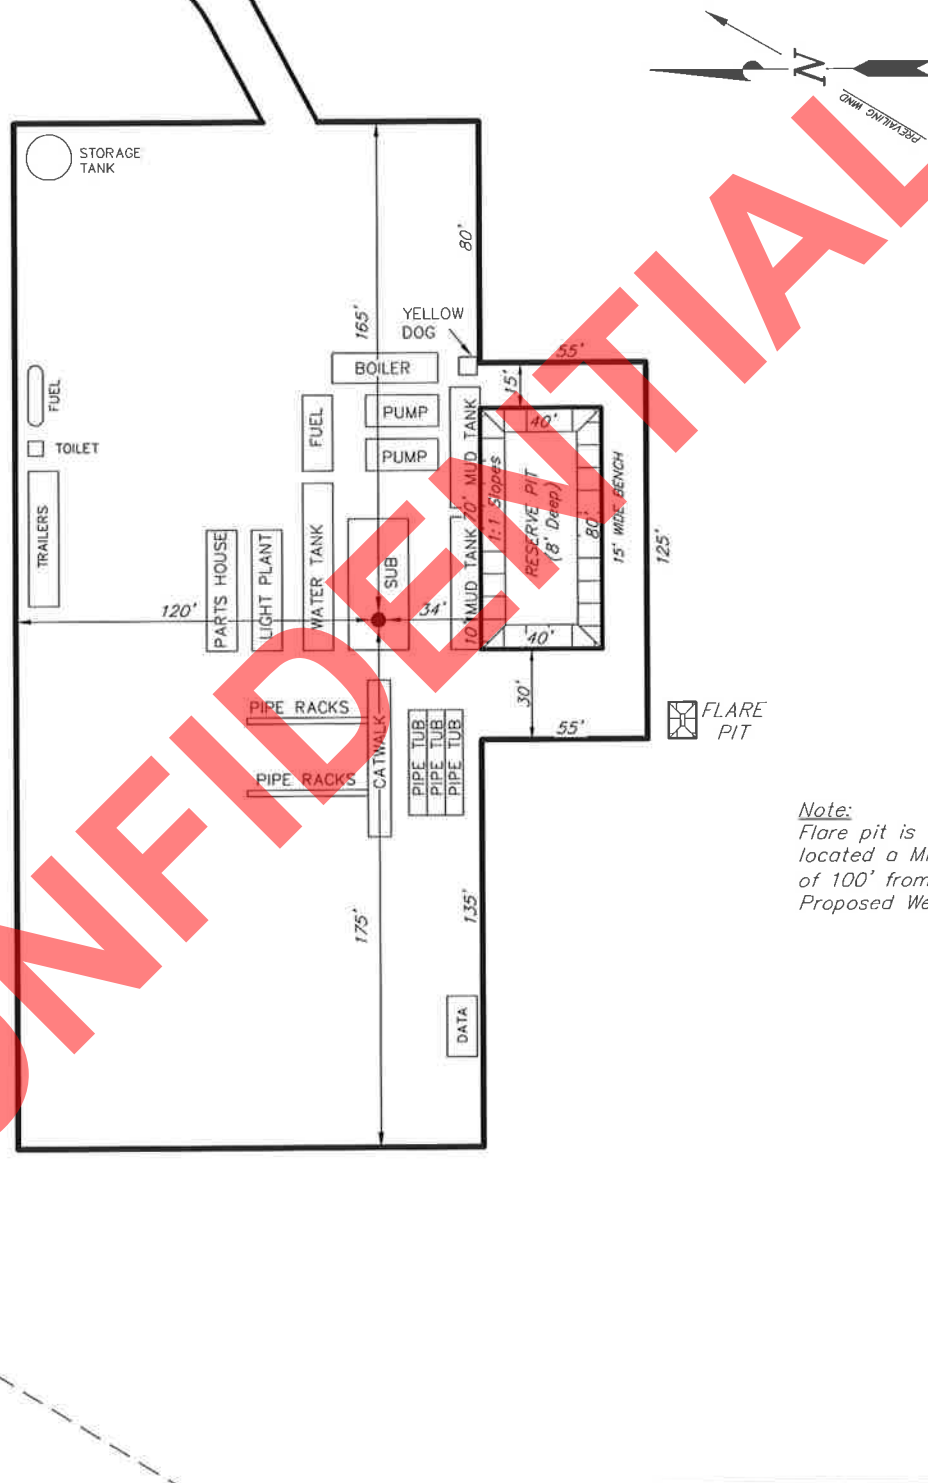 N
PREVAILING WIND
STORAGE
TANK
80'
165'
YELLOW
DOG
55'
BOILER
15'
FUEL
FUEL
PUMP
MUD TANK
40'
TOILET
PUMP
70'
1:1 Slopes
RESERVE PIT
(8' Deep)
80'
15' WIDE BENCH
125'
TRAILERS
PARTS HOUSE
LIGHT PLANT
WATER TANK
SUB
MUD TANK
120'
34'
10'
40'
30'
PIPE RACKS
CATWALK
PIPE TUB
PIPE TUB
PIPE TUB
55'
FLARE
PIT
PIPE RACKS
Note:
Flare pit is
located a
of 100' from
Proposed
175'
135'
DATA
CONFIDENTIAL